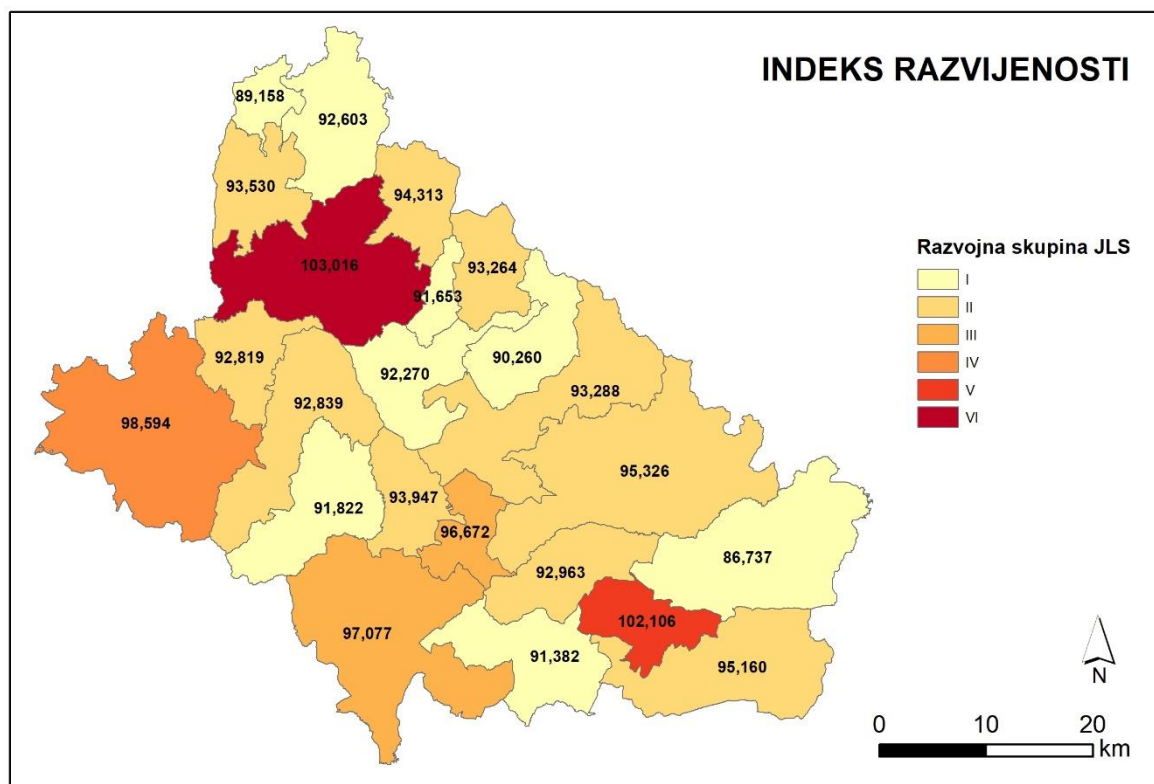 INDEKS RAZVIJENOSTI
89,158
92,603
93,530
94,313
103,016
93,264
91,653
92,819
92,270
90,260
93,288
92,839
98,594
95,326
91,822
93,947
96,672
86,737
92,963
102,106
97,077
91,382
95,160
Razvojna skupina JLS
I
II
III
IV
V
VI
N
0 10 20
km